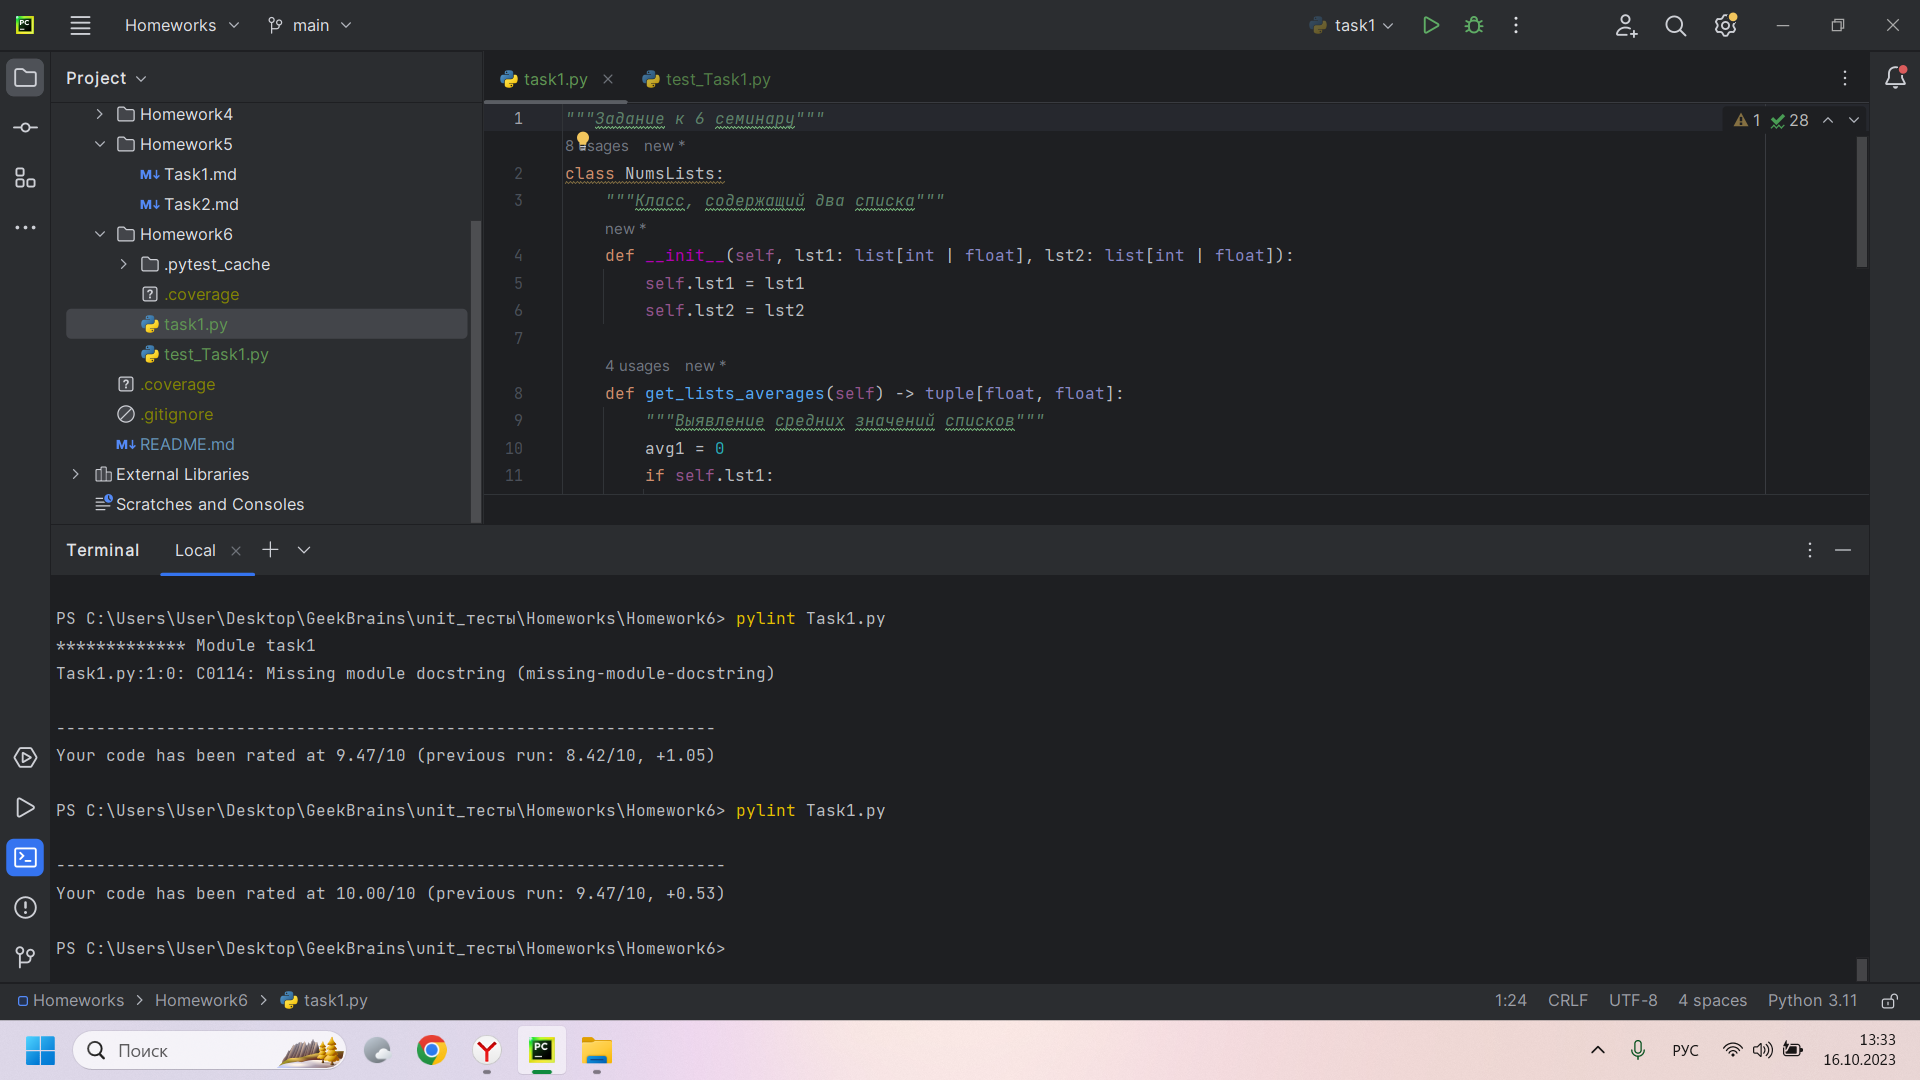 PC
Homeworks
main
task1
Project
task1.py
test_Task1.py
Homework4
Homework5
M↓ Task1.md
M↓ Task2.md
Homework6
.pytest_cache
? .coverage
task1.py
test_Task1.py
? .coverage
.gitignore
M↓ README.md
External Libraries
Scratches and Consoles
1 """Задание к 6 семинару"""
1 28
8 usages new *
2 class NumsLists:
3 """Класс, содержащий два списка"""
new *
4 def __init__(self, lst1: list[int | float], lst2: list[int | float]):
5 self.lst1 = lst1
6 self.lst2 = lst2
7
4 usages new *
8 def get_lists_averages(self) -> tuple[float, float]:
9 """Выявление средних значений списков"""
10 avg1 = 0
11 if self.lst1:
Terminal
Local
PS C:\Users\User\Desktop\GeekBrains\unit_тесты\Homeworks\Homework6> pylint Task1.py
************* Module task1
Task1.py:1:0: C0114: Missing module docstring (missing-module-docstring)
------------------------------------------------------------------
Your code has been rated at 9.47/10 (previous run: 8.42/10, +1.05)
PS C:\Users\User\Desktop\GeekBrains\unit_тесты\Homeworks\Homework6> pylint Task1.py
-------------------------------------------------------------------
Your code has been rated at 10.00/10 (previous run: 9.47/10, +0.53)
PS C:\Users\User\Desktop\GeekBrains\unit_тесты\Homeworks\Homework6>
Homeworks > Homework6 > task1.py
1:24 CRLF UTF-8 4 spaces Python 3.11
Поиск
PC
РУС
13:33
16.10.2023